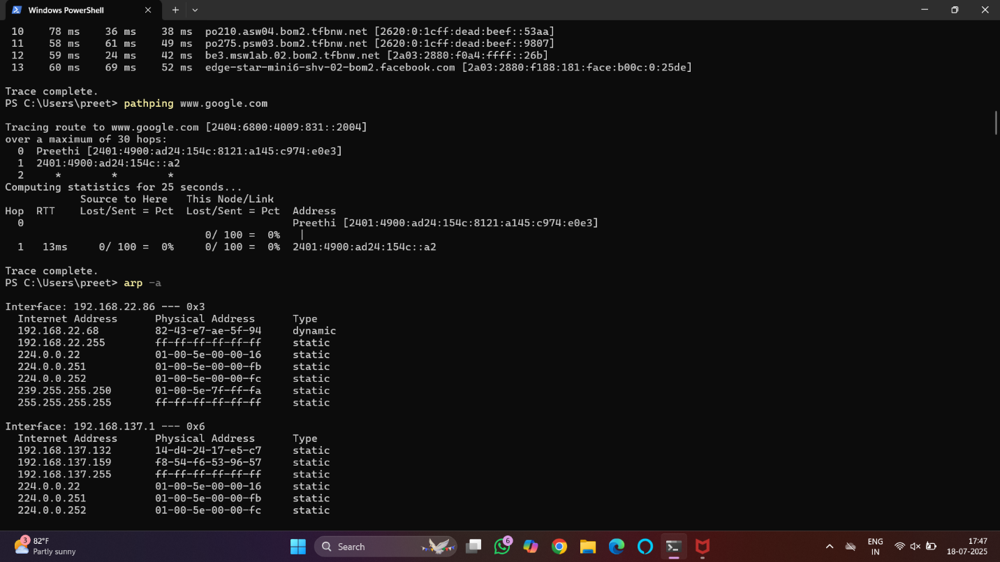 Windows PowerShell
10    78 ms    36 ms    38 ms  po210.asw04.bom2.tfbnw.net [2620:0:1cff:dead:beef::53aa]
11    58 ms    61 ms    49 ms  po275.psw03.bom2.tfbnw.net [2620:0:1cff:dead:beef::9807]
12    59 ms    24 ms    42 ms  be3.msw1ab.02.bom2.tfbnw.net [2a03:2880:f0a4:ffff::26b]
13    60 ms    69 ms    52 ms  edge-star-mini6-shv-02-bom2.facebook.com [2a03:2880:f188:181:face:b00c:0:25de]
Trace complete.
PS C:\Users\preet> pathping www.google.com
Tracing route to www.google.com [2404:6800:4009:831::2004]
over a maximum of 30 hops:
  0  Preethi [2401:4900:ad24:154c:8121:a145:c974:e0e3]
  1  2401:4900:ad24:154c::a2
  2     *        *        *
Computing statistics for 25 seconds...
            Source to Here   This Node/Link
Hop  RTT    Lost/Sent = Pct  Lost/Sent = Pct  Address
  0                                           Preethi [2401:4900:ad24:154c:8121:a145:c974:e0e3]
                                0/ 100 =  0%   |
  1   13ms     0/ 100 =  0%     0/ 100 =  0%  2401:4900:ad24:154c::a2
Trace complete.
PS C:\Users\preet> arp -a
Interface: 192.168.22.86 --- 0x3
  Internet Address      Physical Address      Type
  192.168.22.68         82-43-e7-ae-5f-94     dynamic
  192.168.22.255        ff-ff-ff-ff-ff-ff     static
  224.0.0.22            01-00-5e-00-00-16     static
  224.0.0.251           01-00-5e-00-00-fb     static
  224.0.0.252           01-00-5e-00-00-fc     static
  239.255.255.250       01-00-5e-7f-ff-fa     static
  255.255.255.255       ff-ff-ff-ff-ff-ff     static
Interface: 192.168.137.1 --- 0x6
  Internet Address      Physical Address      Type
  192.168.137.132       14-d4-24-17-e5-c7     static
  192.168.137.159       f8-54-f6-53-96-57     static
  192.168.137.255       ff-ff-ff-ff-ff-ff     static
  224.0.0.22            01-00-5e-00-00-16     static
  224.0.0.251           01-00-5e-00-00-fb     static
  224.0.0.252           01-00-5e-00-00-fc     static
3
82°F
Partly sunny
Search
6
ENG
IN
17:47
18-07-2025